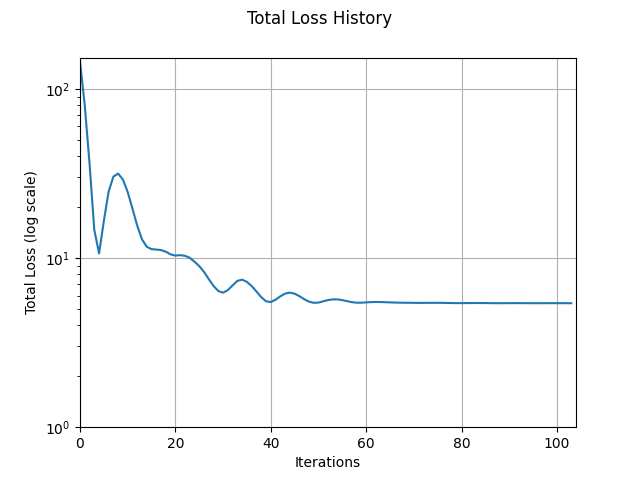 Total Loss History
Total Loss (log scale)
10²
10¹
10⁰
0 20 40 60 80 100
Iterations